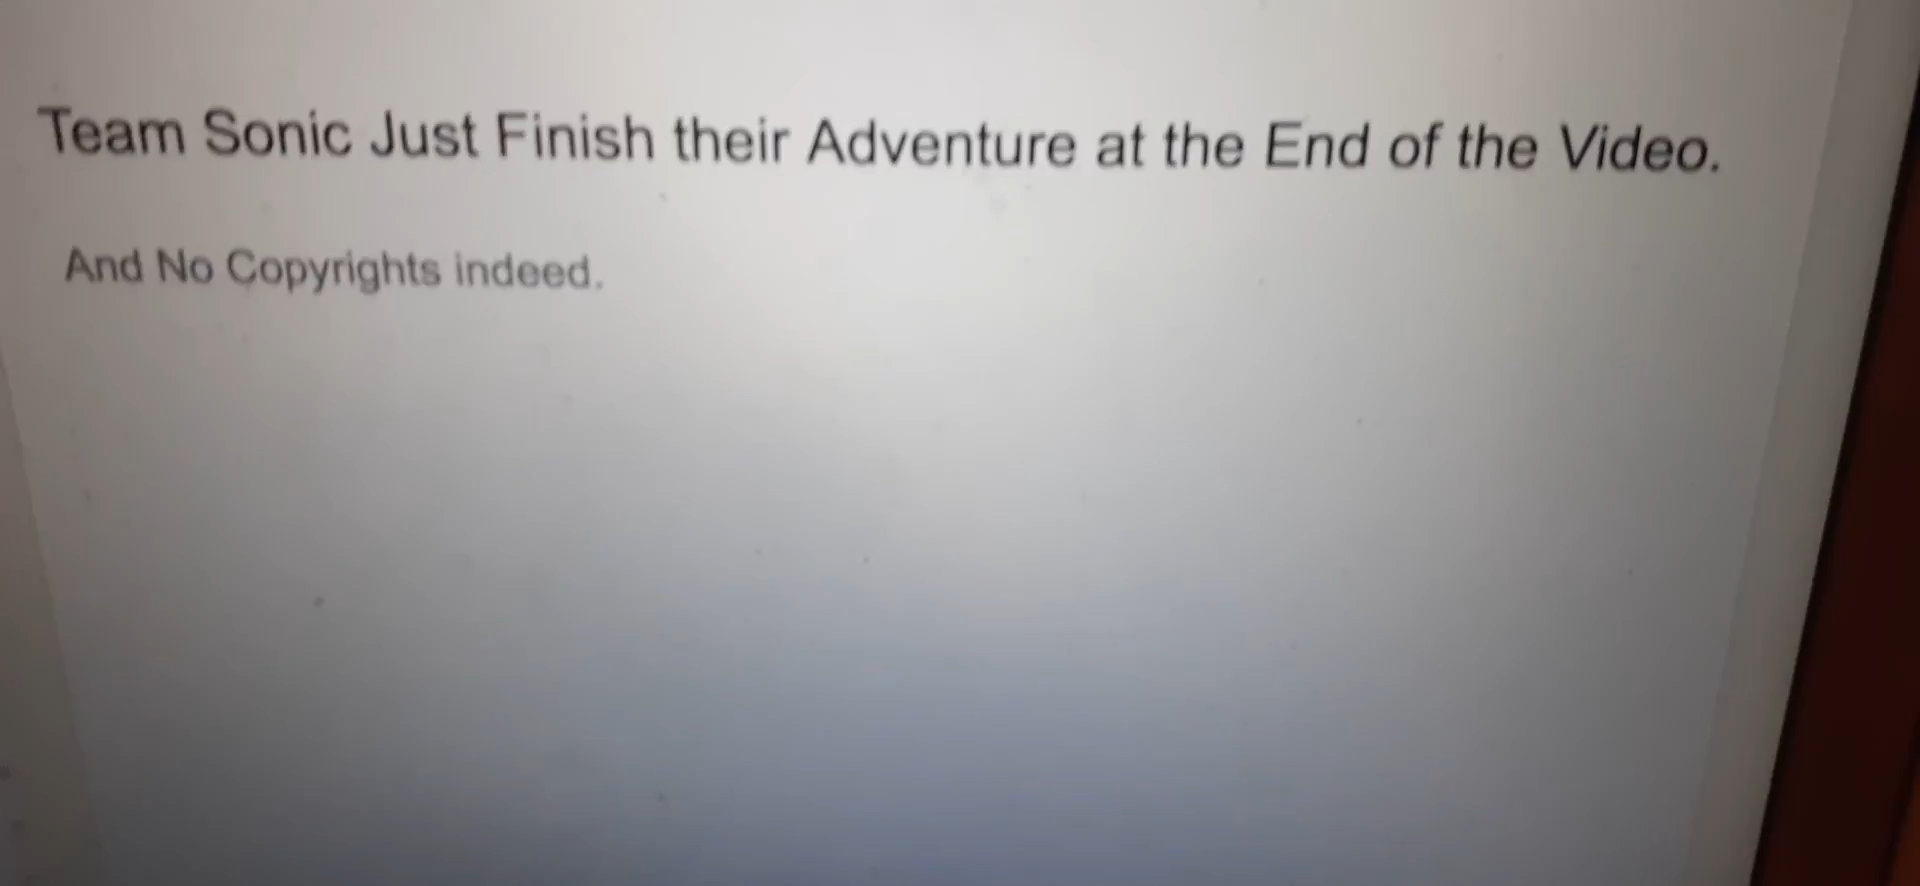 Team Sonic Just Finish their Adventure at the End of the Video.
And No Copyrights indeed.